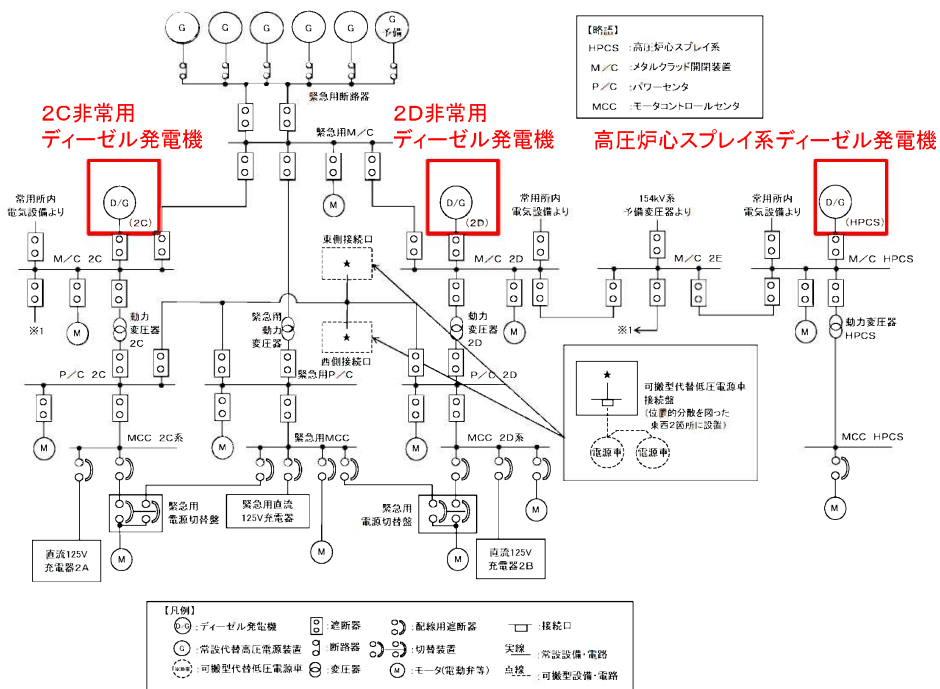 G
G
G
G
G
G
予備
緊急用断路器
緊急用M/C
【略語】
HPCS :高圧炉心スプレイ系
M/C :メタルクラッド開閉装置
P/C :パワーセンタ
MCC :モータコントロールセンタ
2C非常用
ディーゼル発電機
2D非常用
ディーゼル発電機
高圧炉心スプレイ系ディーゼル発電機
常用所内
電気設備より
D/G
(2C)
M
D/G
(2D)
常用所内
電気設備より
154kV系
予備変圧器より
常用所内
電気設備より
D/G
(HPCS)
M/C 2C
東側接続口
★
M/C 2D
M/C 2E
M/C HPCS
※1
M
動力
変圧器
2C
緊急用
動力
変圧器
★
西側接続口
動力
変圧器
2D
M
※1
M
動力変圧器
HPCS
P/C 2C
緊急用P/C
P/C 2D
★
可搬型代替低圧電源車
接続盤
(位置的分散を図った
東西2箇所に設置)
電源車
電源車
M
M
M
MCC 2C系
緊急用MCC
MCC 2D系
MCC HPCS
緊急用
電源切替盤
緊急用直流
125V充電器
緊急用
電源切替盤
M
M
直流125V
充電器2A
M
M
M
直流125V
充電器2B
【凡例】
D/G :ディーゼル発電機
:遮断器
:配線用遮断器
:接続口
G :常設代替高圧電源装置
:断路器
:切替装置
実線 :常設設備・電路
電源車 :可搬型代替低圧電源車
:変圧器
M :モータ(電動弁等)
点線 :可搬型設備・電路